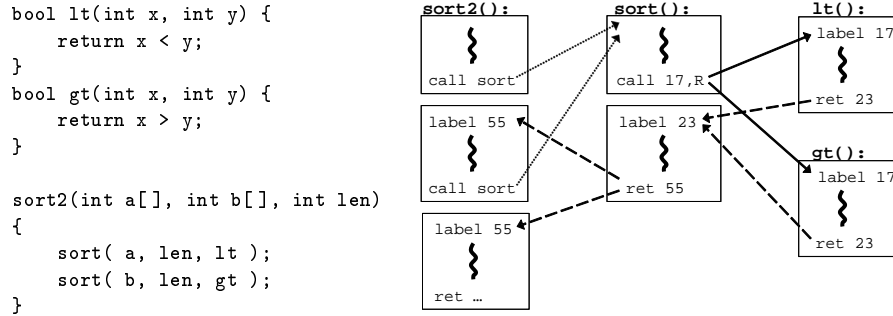 bool lt(int x, int y) {
    return x < y;
}
bool gt(int x, int y) {
    return x > y;
}
sort2(int a[], int b[], int len)
{
    sort( a, len, lt );
    sort( b, len, gt );
}
sort2():
call sort
label 55
call sort
label 55
ret …
sort():
call 17,R
label 23
ret 55
lt():
label 17
ret 23
gt():
label 17
ret 23